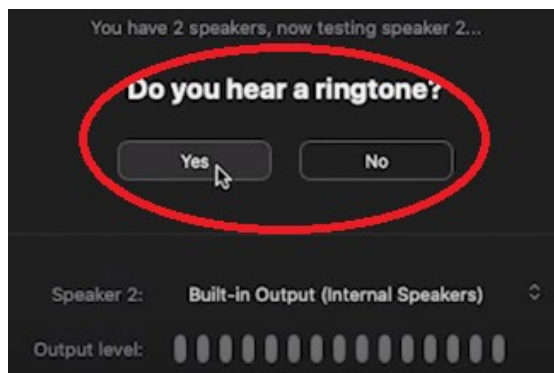 You have 2 speakers, now testing speaker 2...
Do you hear a ringtone?
Yes No
Speaker 2: Built-in Output (Internal Speakers)
Output level: